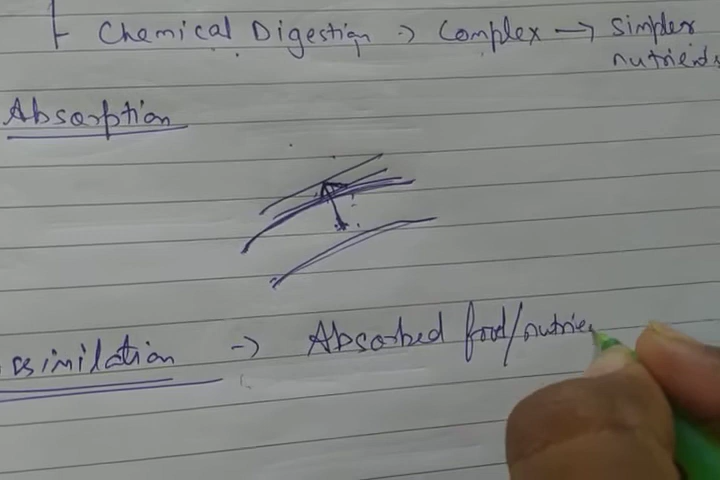 Chemical Digestion → Complex → Simpler
nutrients
Absorption
ssimilation → Absorbed food/nutrie